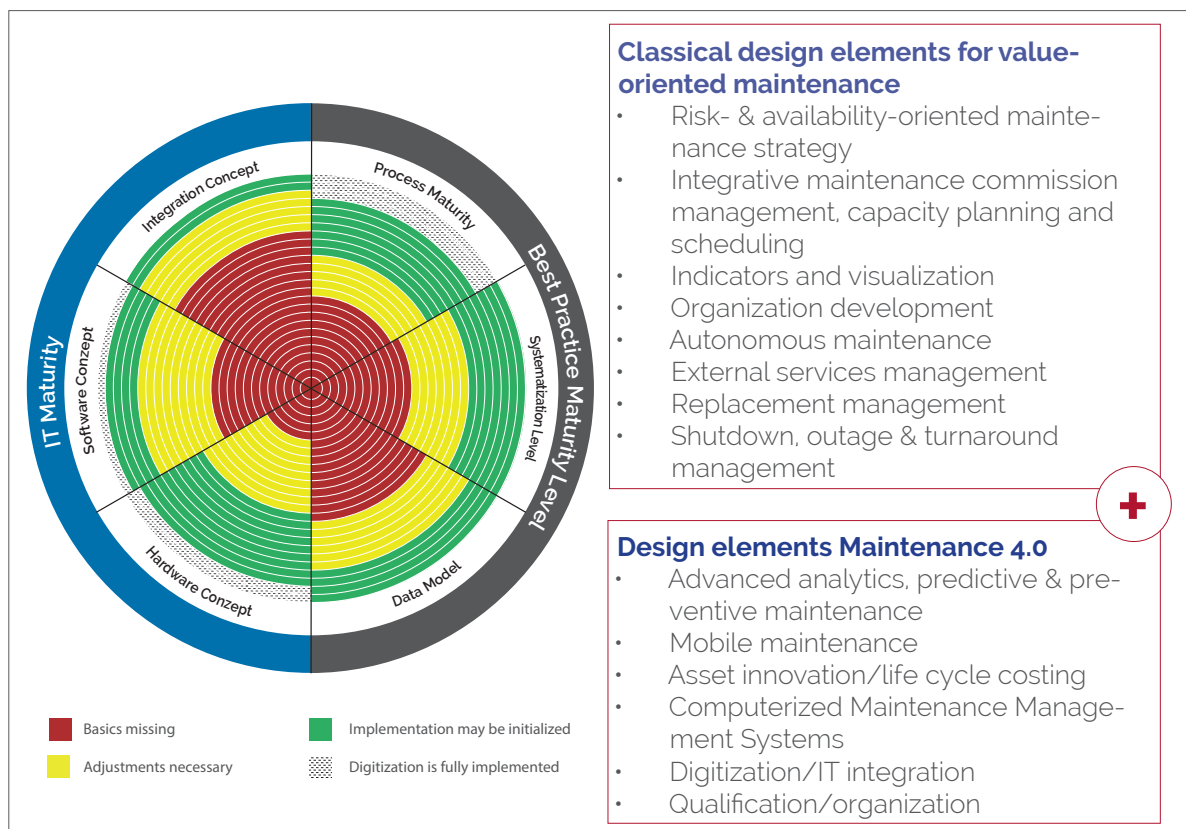 IT Maturity
Best Practice Maturity Level
Integration Concept
Process Maturity
Software Conzept
Systematization Level
Hardware Concept
Data Model
Basics missing
Adjustments necessary
Implementation may be initialized
Digitization is fully implemented
Classical design elements for value-
oriented maintenance
• Risk- & availability-oriented mainte-
nance strategy
• Integrative maintenance commission
management, capacity planning and
scheduling
• Indicators and visualization
• Organization development
• Autonomous maintenance
• External services management
• Replacement management
• Shutdown, outage & turnaround
management
+
Design elements Maintenance 4.0
• Advanced analytics, predictive & pre-
ventive maintenance
• Mobile maintenance
• Asset innovation/life cycle costing
• Computerized Maintenance Manage-
ment Systems
• Digitization/IT integration
• Qualification/organization